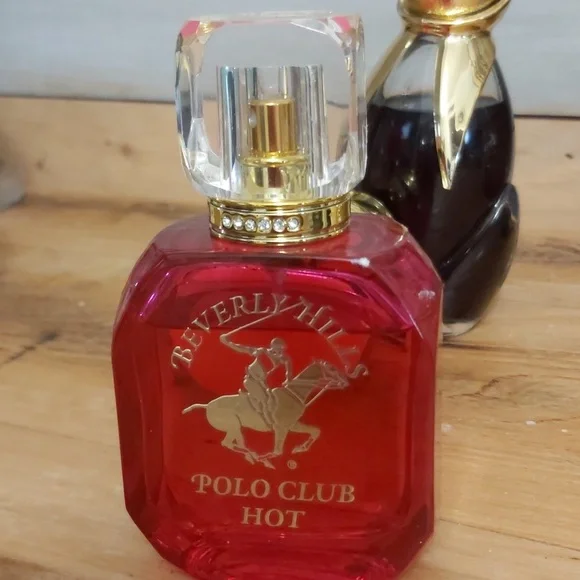 BEVERLY HILLS
®
POLO CLUB
HOT